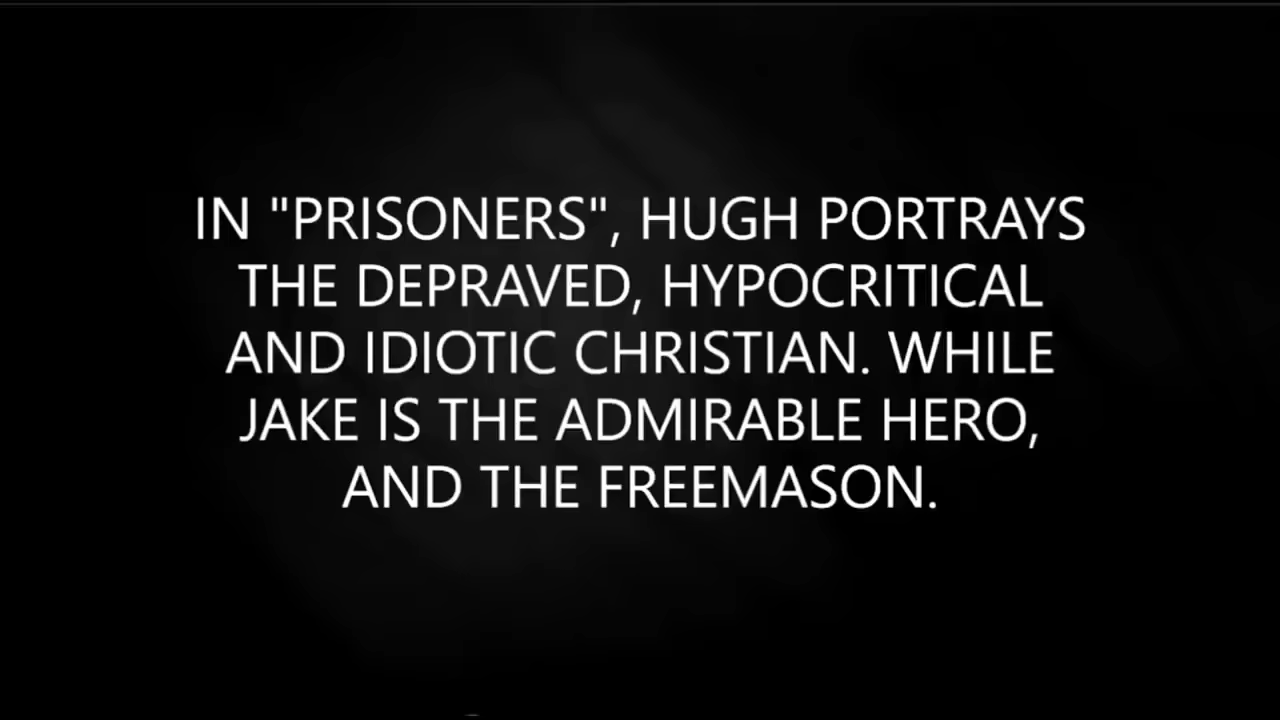 IN "PRISONERS", HUGH PORTRAYS
THE DEPRAVED, HYPOCRITICAL
AND IDIOTIC CHRISTIAN. WHILE
JAKE IS THE ADMIRABLE HERO,
AND THE FREEMASON.